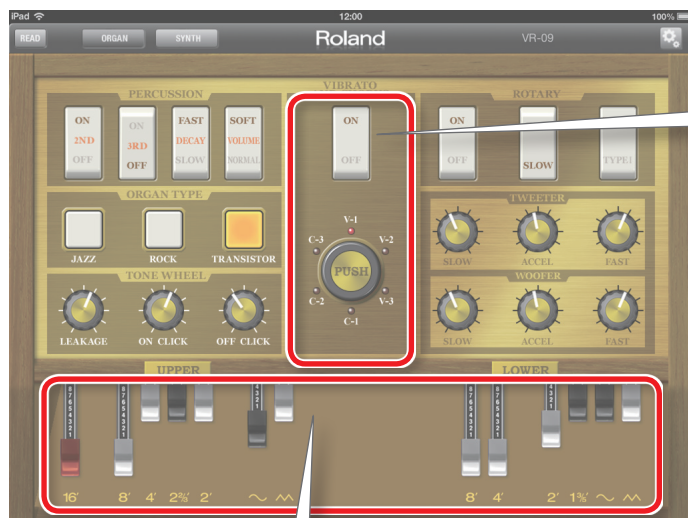 iPad 12:00 100%
READ ORGAN SYNTH Roland VR-09
PERCUSSION VIBRATO ROTARY
ON ON FAST SOFT ON ON
2ND 3RD DECAY VOLUME SLOW TYPE1
OFF OFF SLOW NORMAL OFF OFF
ORGAN TYPE
JAZZ ROCK TRANSISTOR
V-1
C-3 V-2
PUSH
C-2 V-3
C-1
TWEETER
SLOW ACCEL FAST
TONE WHEEL
LEAKAGE ON CLICK OFF CLICK
WOOFER
SLOW ACCEL FAST
UPPER LOWER
16' 8' 4' 2⅔' 2' 8' 4' 2' 1⅗'